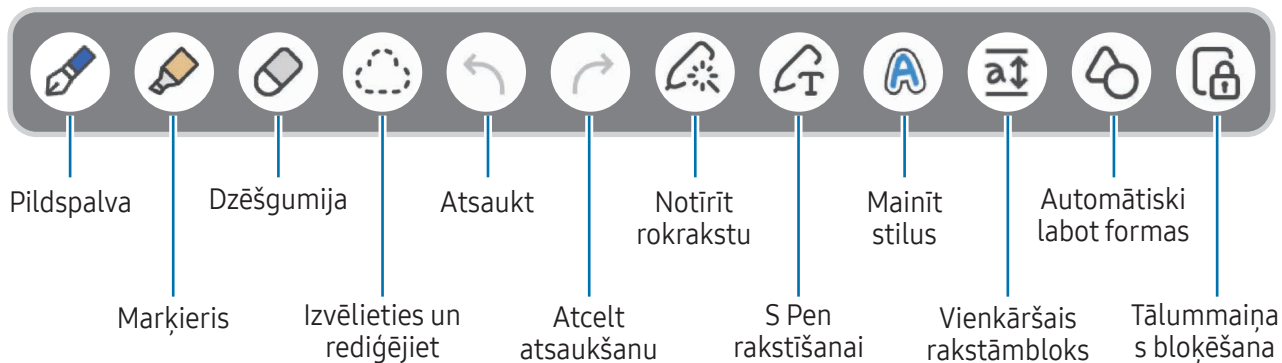 Pildspalva
Dzēšgumija
Atsaukt
Notīrīt
rokrakstu
Mainīt
stilus
Automātiski
labot formas
Marķieris
Izvēlieties un
rediģējiet
Atcelt
atsaukšanu
S Pen
rakstīšanai
Vienkāršais
rakstāmbloks
Tālummaiņa
s bloķēšana